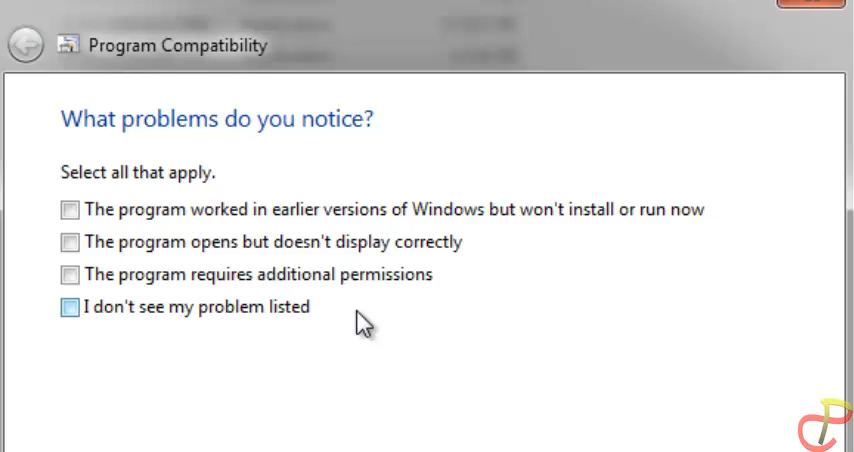 Program Compatibility
What problems do you notice?
Select all that apply.
The program worked in earlier versions of Windows but won't install or run now
The program opens but doesn't display correctly
The program requires additional permissions
I don't see my problem listed